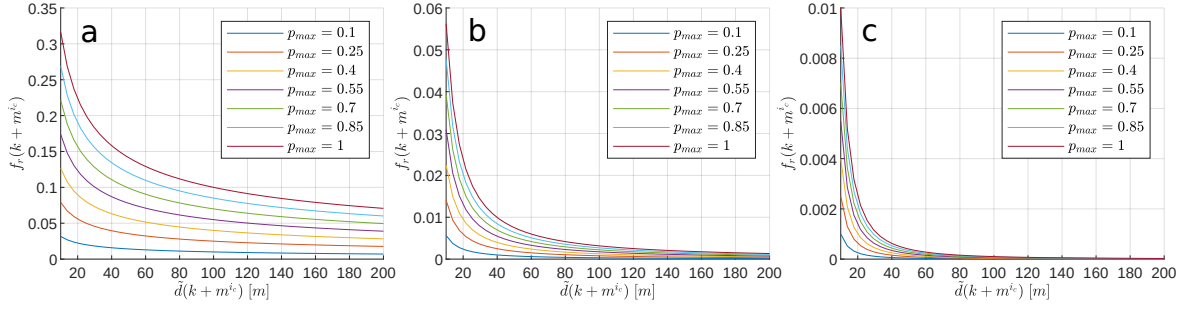 a
0.35
0.3
0.25
0.2
0.15
0.1
0.05
0
f_r(k + m^{i_c})
p_{max} = 0.1
p_{max} = 0.25
p_{max} = 0.4
p_{max} = 0.55
p_{max} = 0.7
p_{max} = 0.85
p_{max} = 1
20 40 60 80 100 120 140 160 180 200
d̃(k + m^{i_c}) [m]
b
0.06
0.05
0.04
0.03
0.02
0.01
0
f_r(k + m^{i_c})
p_{max} = 0.1
p_{max} = 0.25
p_{max} = 0.4
p_{max} = 0.55
p_{max} = 0.7
p_{max} = 0.85
p_{max} = 1
20 40 60 80 100 120 140 160 180 200
d̃(k + m^{i_c}) [m]
c
0.01
0.008
0.006
0.004
0.002
0
f_r(k + m^{i_c})
p_{max} = 0.1
p_{max} = 0.25
p_{max} = 0.4
p_{max} = 0.55
p_{max} = 0.7
p_{max} = 0.85
p_{max} = 1
20 40 60 80 100 120 140 160 180 200
d̃(k + m^{i_c}) [m]